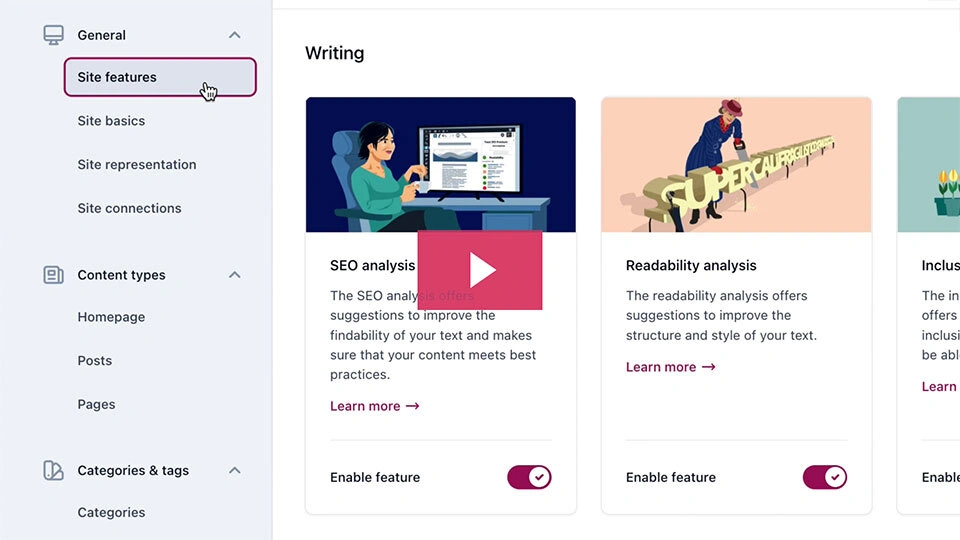 General
Site features
Site basics
Site representation
Site connections
Content types
Homepage
Posts
Pages
Categories & tags
Categories
Writing
SEO analysis
The SEO analysis offers
suggestions to improve the
findability of your text and makes
sure that your content meets best
practices.
Learn more →
Enable feature
SUPERCALIFRAGILISTIC
Readability analysis
The readability analysis offers
suggestions to improve the
structure and style of your text.
Learn more →
Enable feature
Inclus
The in
offers
inclusi
be abl
Learn
Enable